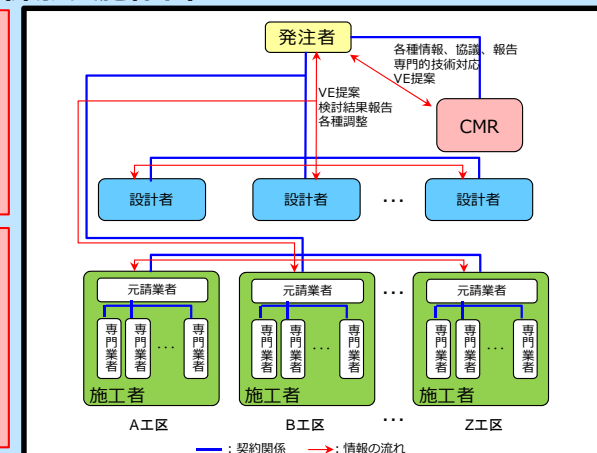 発注者
各種情報、協議、報告
専門的技術対応
VE提案
CMR
VE提案
検討結果報告
各種調整
設計者
設計者
...
設計者
元請業者
専門業者
専門業者
...
専門業者
施工者
元請業者
専門業者
専門業者
...
専門業者
施工者
...
元請業者
専門業者
専門業者
...
専門業者
施工者
A工区
B工区
...
Z工区
：契約関係
：情報の流れ